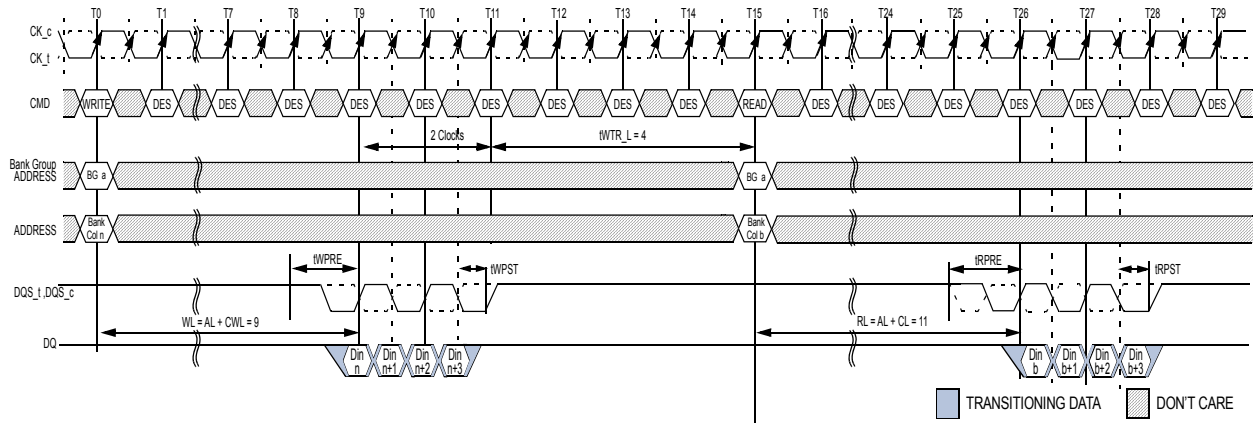 T0 T1 T7 T8 T9 T10 T11 T12 T13 T14 T15 T16 T24 T25 T26 T27 T28 T29
CK_c
CK_t
CMD WRITE DES DES DES DES DES DES DES DES DES READ DES DES DES DES DES DES DES
2 Clocks tWTR_L = 4
Bank Group
ADDRESS BG a BG a
ADDRESS Bank Col n Bank Col b
tWPRE tWPST tRPRE tRPST
DQS_t ,DQS_c
WL = AL + CWL = 9 RL = AL + CL = 11
DQ Din n Din n+1 Din n+2 Din n+3 Din b Din b+1 Din b+2 Din b+3
TRANSITIONING DATA DON'T CARE